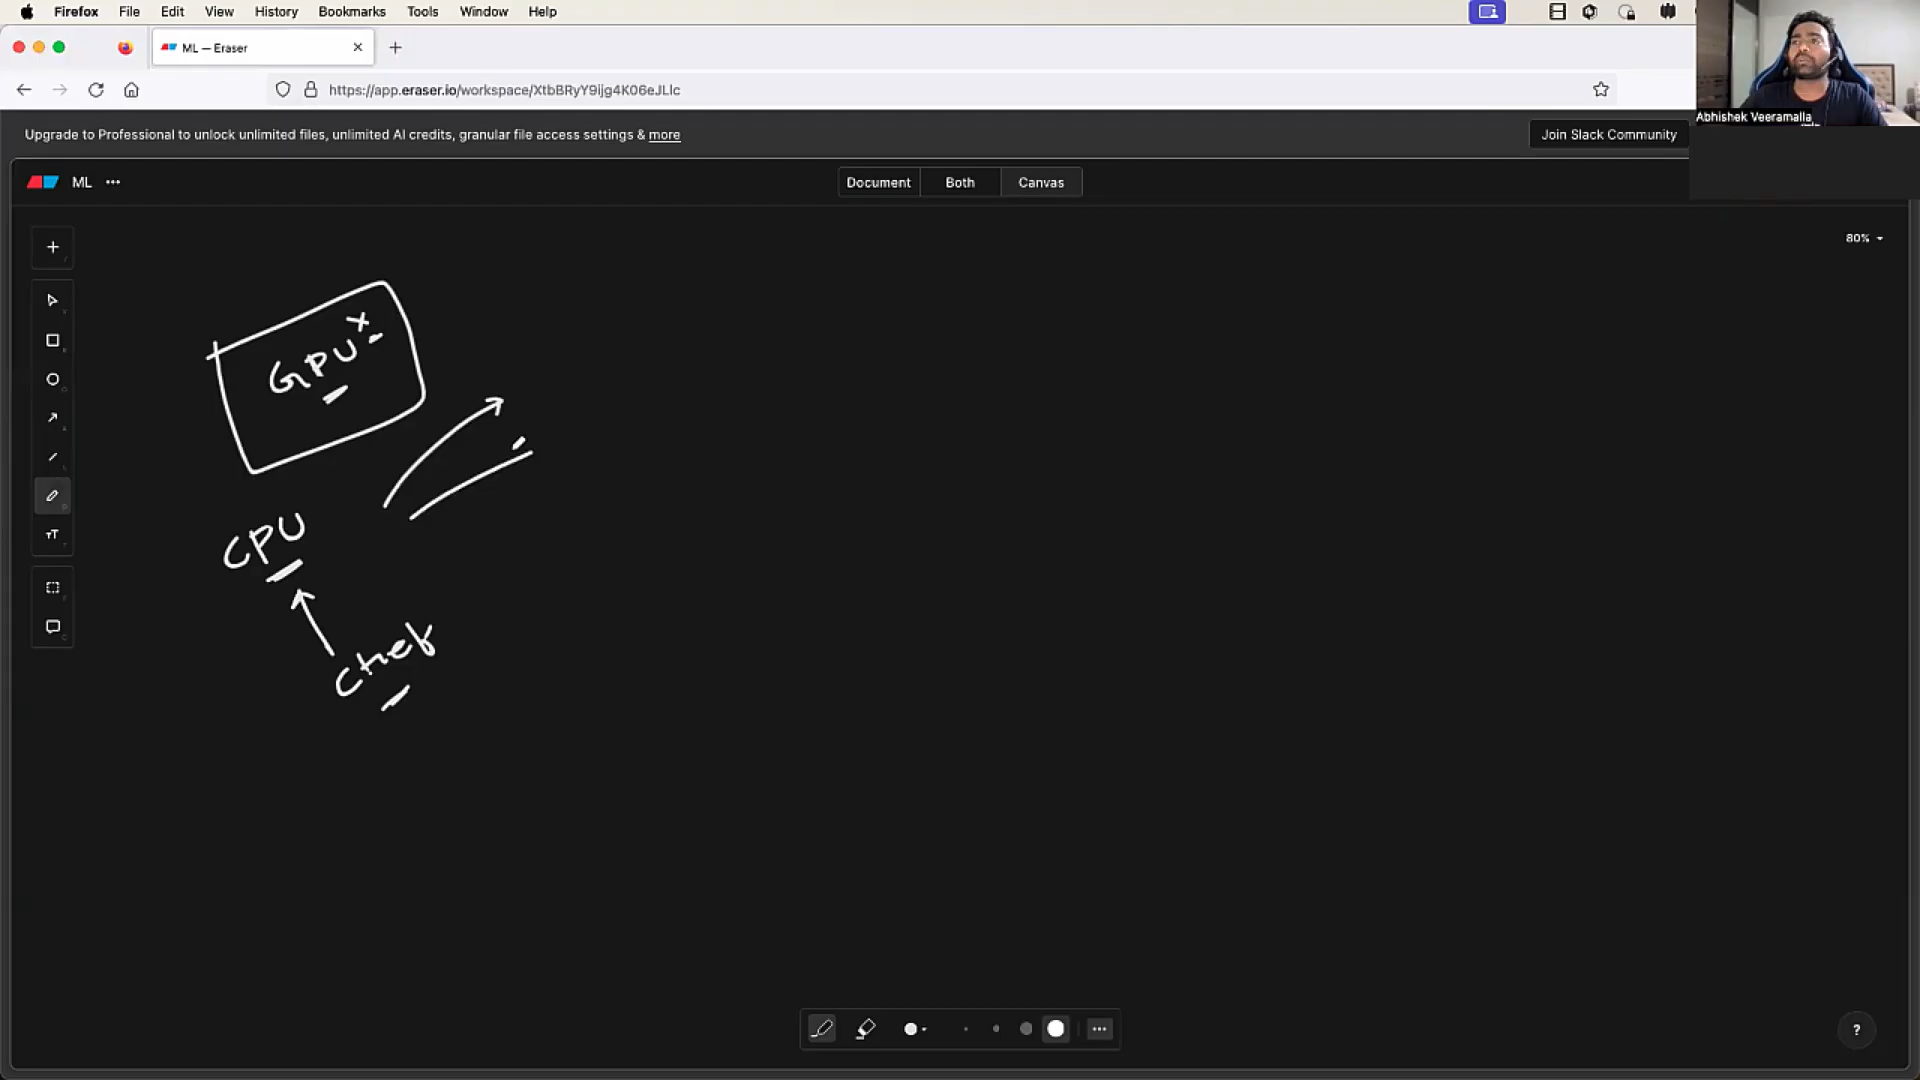 Firefox File Edit View History Bookmarks Tools Window Help
ML — Eraser
https://app.eraser.io/workspace/XtbBRyY9ijg4K06eJLlc
Abhishek Veeramalla
Upgrade to Professional to unlock unlimited files, unlimited AI credits, granular file access settings & more
Join Slack Community
ML
Document Both Canvas
80%
GPU x
CPU
Chef
?